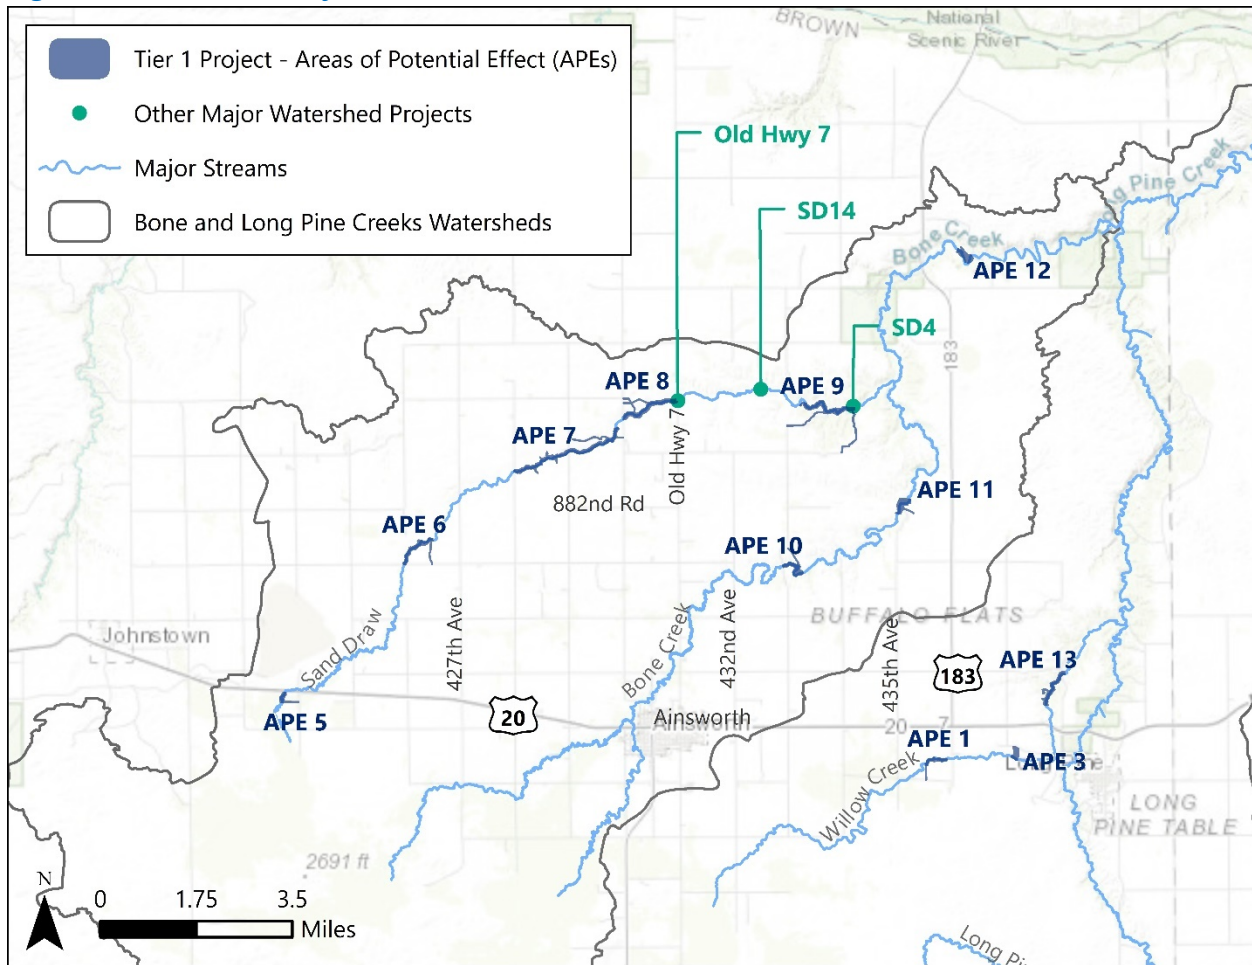 BROWN
National
Scenic River
Tier 1 Project - Areas of Potential Effect (APEs)
Other Major Watershed Projects
Major Streams
Bone and Long Pine Creeks Watersheds
Old Hwy 7
SD14
SD4
Long Pine Creek
Bone Creek
APE 12
183
APE 8
APE 9
APE 7
Old Hwy 7
882nd Rd
APE 11
APE 6
APE 10
BUFFALO FLATS
Johnstown
Sand Draw
427th Ave
Bone Creek
432nd Ave
435th Ave
183
APE 13
APE 5
20
Ainsworth
20
7
APE 1
APE 3
Willow Creek
LONG
PINE TABLE
2691 ft
N
0 1.75 3.5
Miles
Long